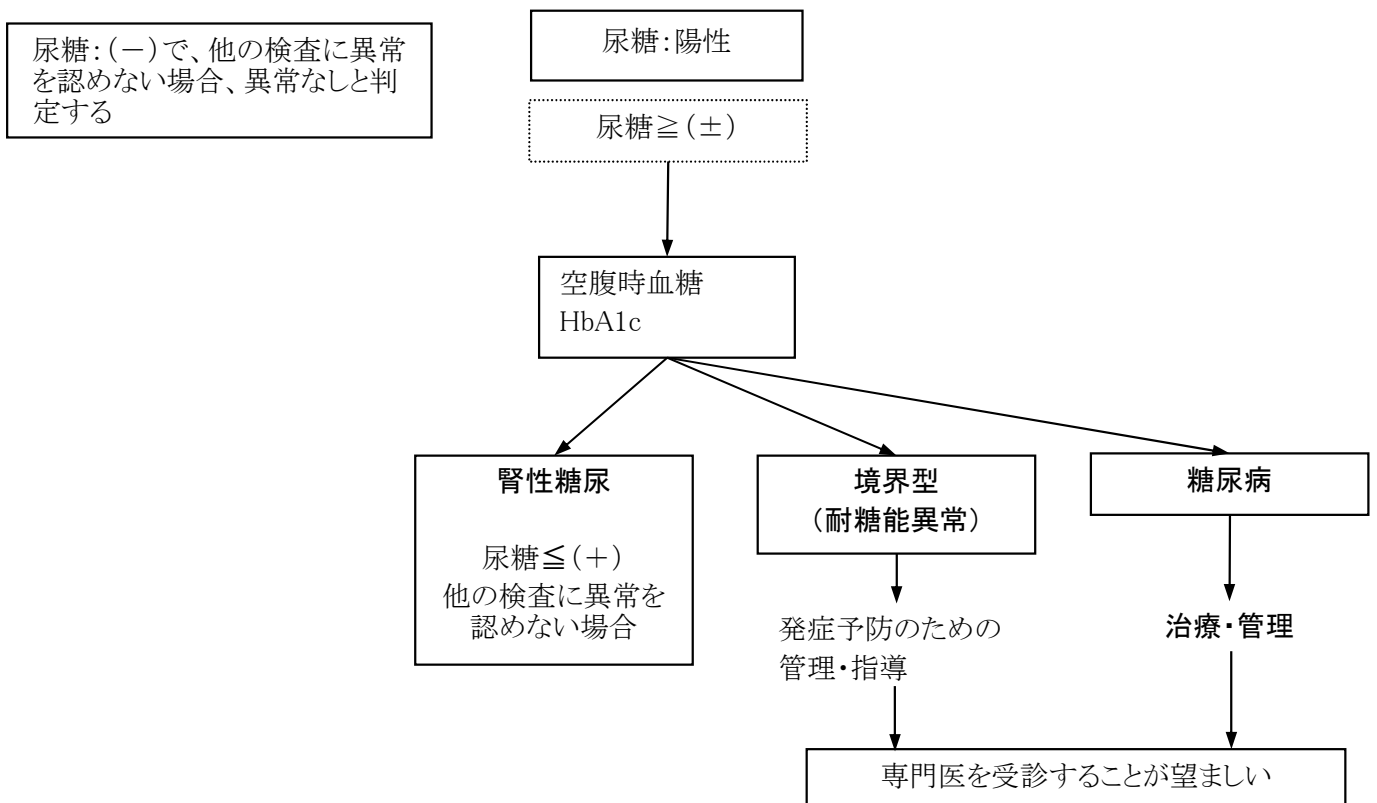 尿糖:(－)で、他の検査に異常
を認めない場合、異常なしと判
定する
尿糖:陽性
尿糖≧(±)
空腹時血糖
HbA1c
腎性糖尿
尿糖≦(＋)
他の検査に異常を
認めない場合
境界型
(耐糖能異常)
発症予防のための
管理・指導
糖尿病
治療・管理
専門医を受診することが望ましい